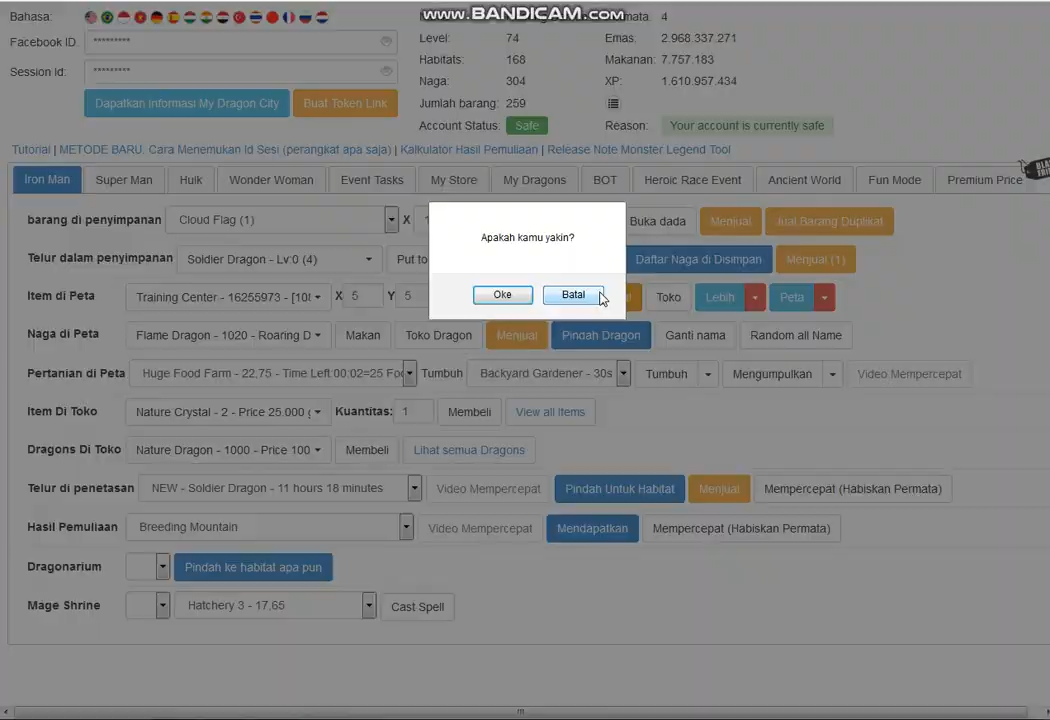 Bahasa:
WWW.BANDICAM.COM
4
Facebook ID: *********
Level: 74
Emas: 2.968.337.271
Habitats: 168
Makanan: 7.757.183
Session Id: *********
Naga: 304
XP: 1.610.957.434
Dapatkan Informasi My Dragon City
Buat Token Link
Jumlah barang: 259
Account Status: Safe
Reason: Your account is currently safe
Tutorial | METODE BARU: Cara Menemukan Id Sesi (perangkat apa saja) | Kalkulator Hasil Pemuliaan | Release Note Monster Legend Tool
Iron Man Super Man Hulk Wonder Woman Event Tasks My Store My Dragons BOT Heroic Race Event Ancient World Fun Mode Premium Price
barang di penyimpan Cloud Flag (1) X Buka dada Menjual Jual Barang Duplikat
Apakah kamu yakin?
Oke Batal
Telur dalam penyimpan Soldier Dragon - Lv:0 (4) Put to Daftar Naga di Disimpan Menjual (1)
Item di Peta Training Center - 16255973 - [10 X 5 Y 5 Toko Lebih Peta
Naga di Peta Flame Dragon - 1020 - Roaring D Makan Toko Dragon Menjual Pindah Dragon Ganti nama Random all Name
Pertanian di Peta Huge Food Farm - 22,75 - Time Left:00:02=25 Foo Tumbuh Backyard Gardener - 30s Tumbuh Mengumpulkan Video Mempercepat
Item Di Toko Nature Crystal - 2 - Price 25.000 Kuantitas: 1 Membeli View all Items
Dragons Di Toko Nature Dragon - 1000 - Price 100 Membeli Lihat semua Dragons
Telur di penetasan NEW - Soldier Dragon - 11 hours 18 minutes Video Mempercepat Pindah Untuk Habitat Menjual Mempercepat (Habiskan Permata)
Hasil Pemuliaan Breeding Mountain Video Mempercepat Mendapatkan Mempercepat (Habiskan Permata)
Dragonarium Pindah ke habitat apa pun
Mage Shrine Hatchery 3 - 17,65 Cast Spell